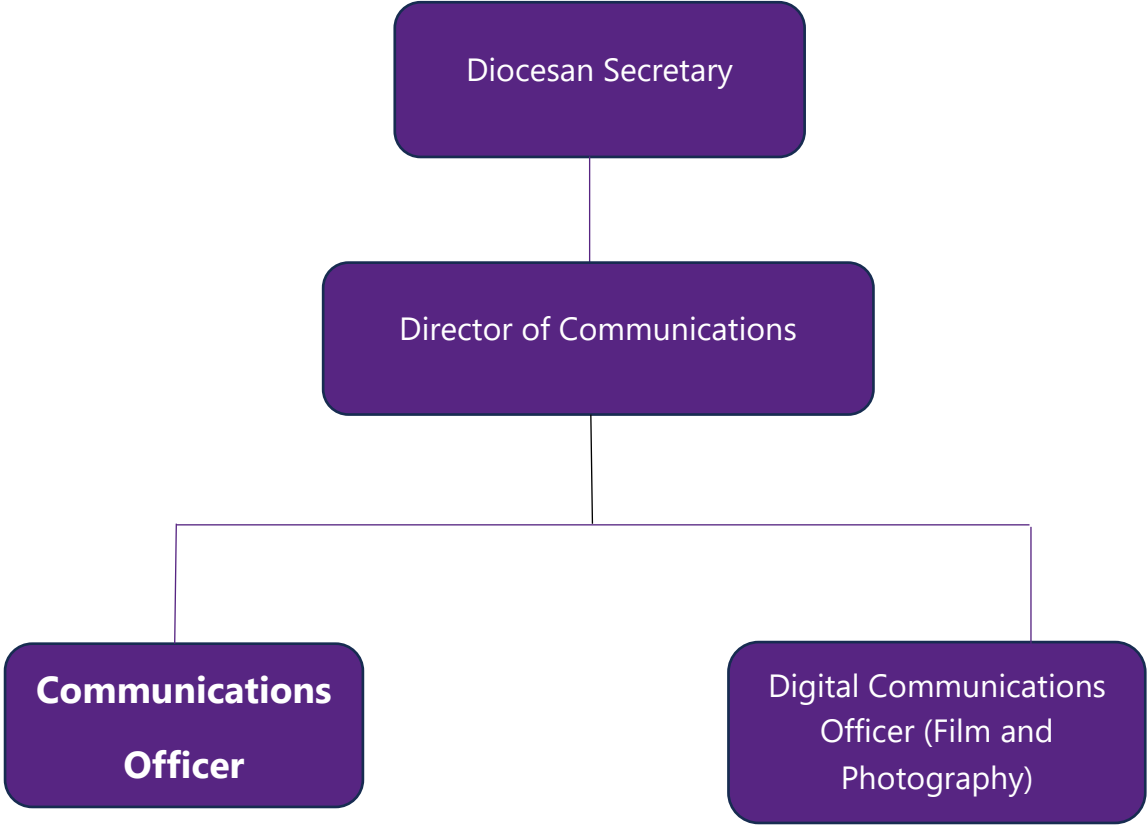 Diocesan Secretary
Director of Communications
Communications
Officer
Digital Communications
Officer (Film and
Photography)